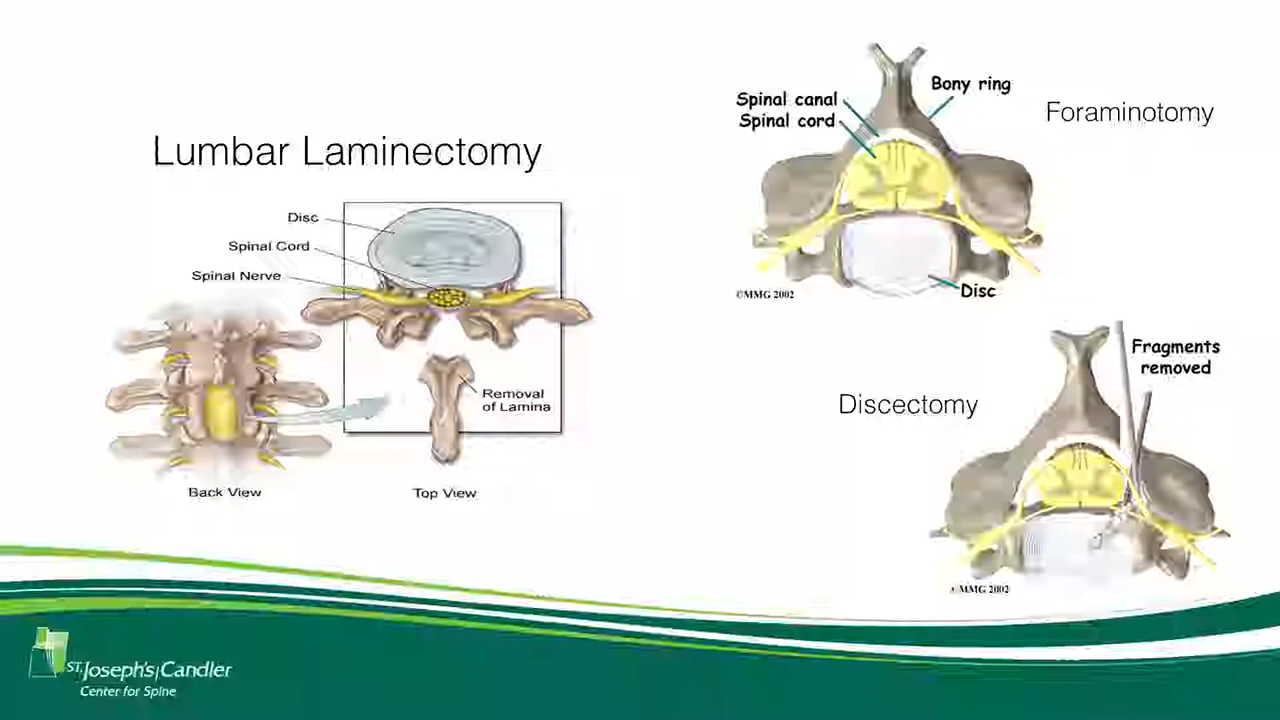 Lumbar Laminectomy
Disc
Spinal Cord
Spinal Nerve
Removal
of Lamina
Back View
Top View
Spinal canal
Spinal cord
Bony ring
Foraminotomy
©MMG 2002
Disc
Fragments
removed
Discectomy
MMG 2002
ST. Joseph's|Candler
Center for Spine